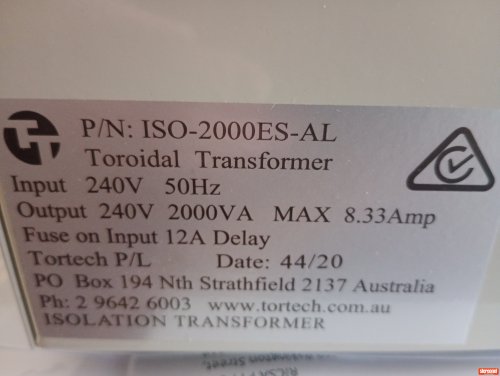 P/N: ISO-2000ES-AL
Toroidal Transformer
Input 240V 50Hz
Output 240V 2000VA MAX 8.33Amp
Fuse on Input 12A Delay
Tortech P/L Date: 44/20
PO Box 194 Nth Strathfield 2137 Australia
Ph: 2 9642 6003 www.tortech.com.au
ISOLATION TRANSFORMER